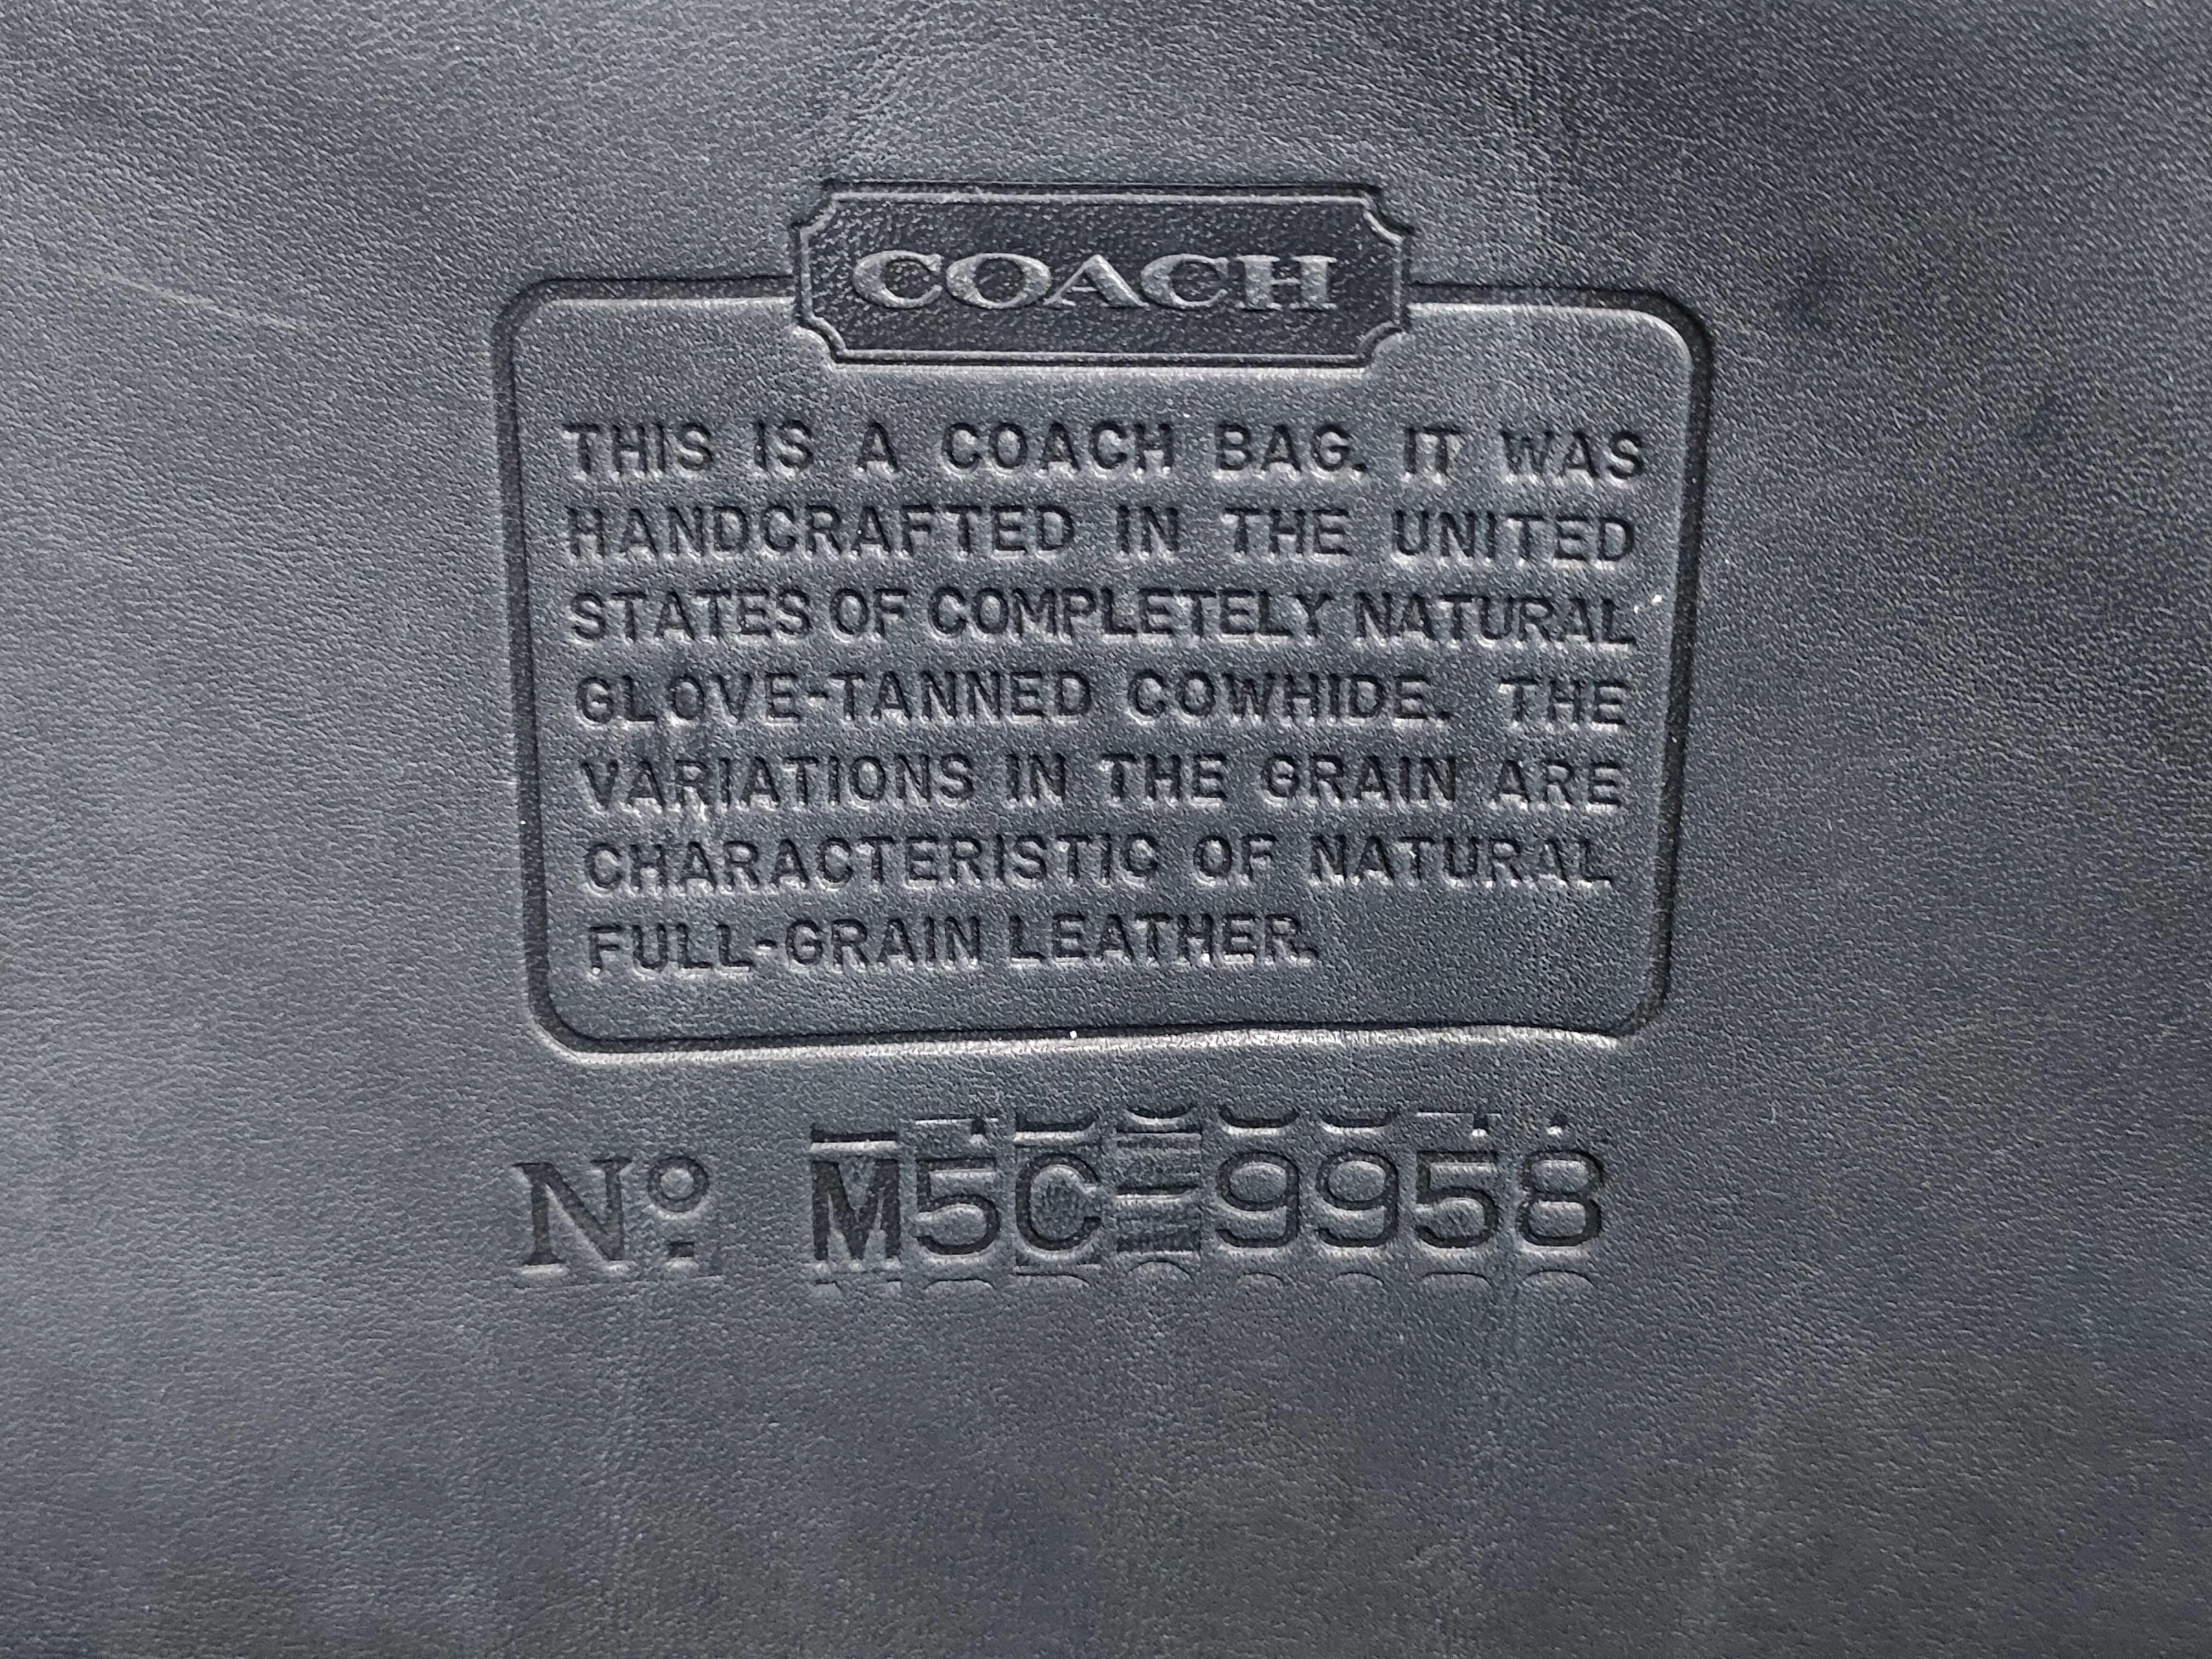 COACH
THIS IS A COACH BAG. IT WAS
HANDCRAFTED IN THE UNITED
STATES OF COMPLETELY NATURAL
GLOVE-TANNED COWHIDE. THE
VARIATIONS IN THE GRAIN ARE
CHARACTERISTIC OF NATURAL
FULL-GRAIN LEATHER.
Nº M5C-9958